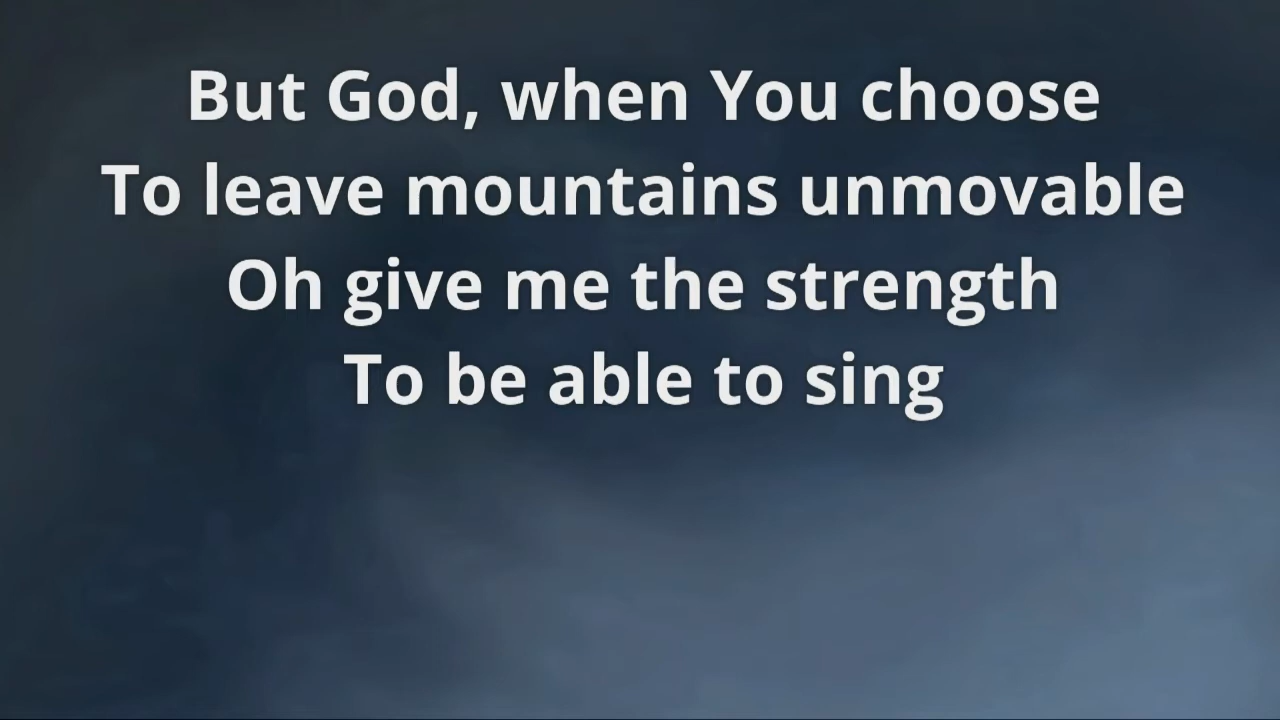 But God, when You choose
To leave mountains unmovable
Oh give me the strength
To be able to sing